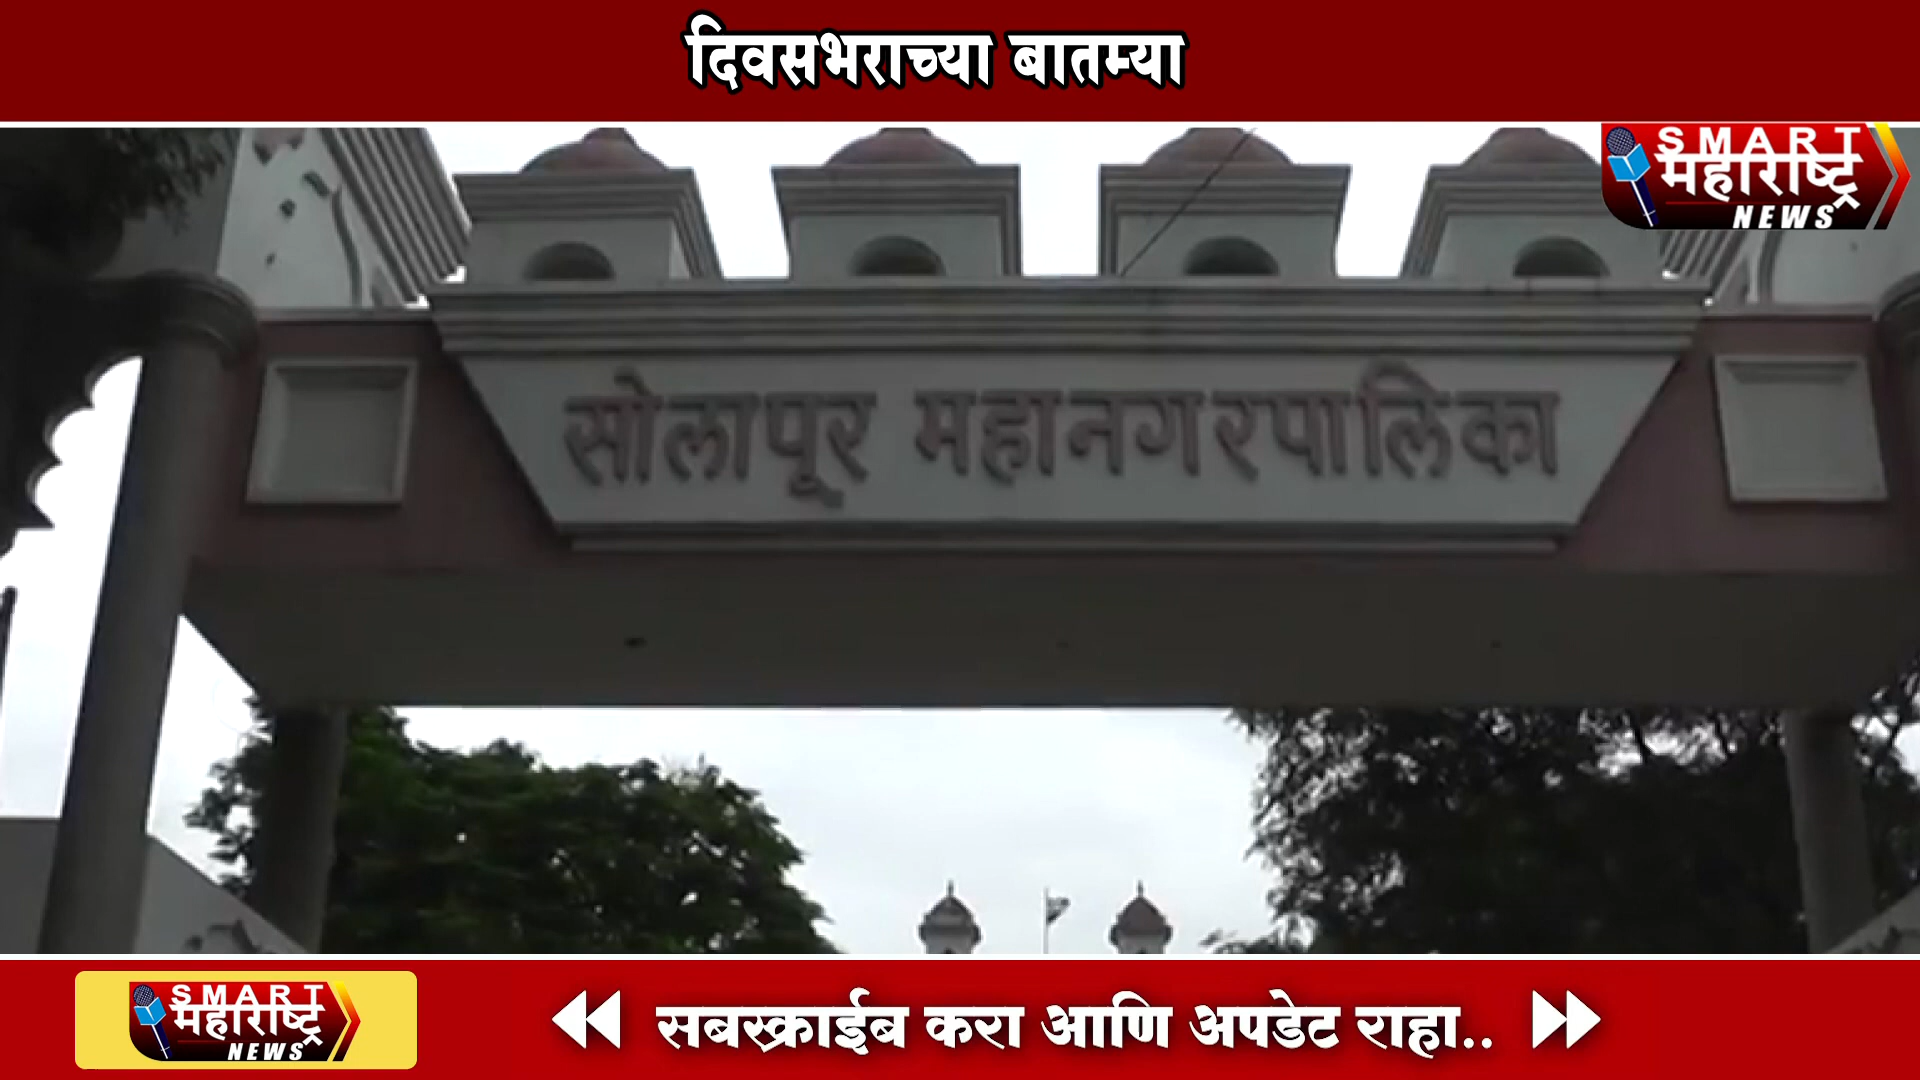 दिवसभराच्या बातम्या
SMART
महाराष्ट्र
NEWS
सोलापूर महानगरपालिका
SMART
महाराष्ट्र
NEWS
सबस्क्राईब करा आणि अपडेट राहा..